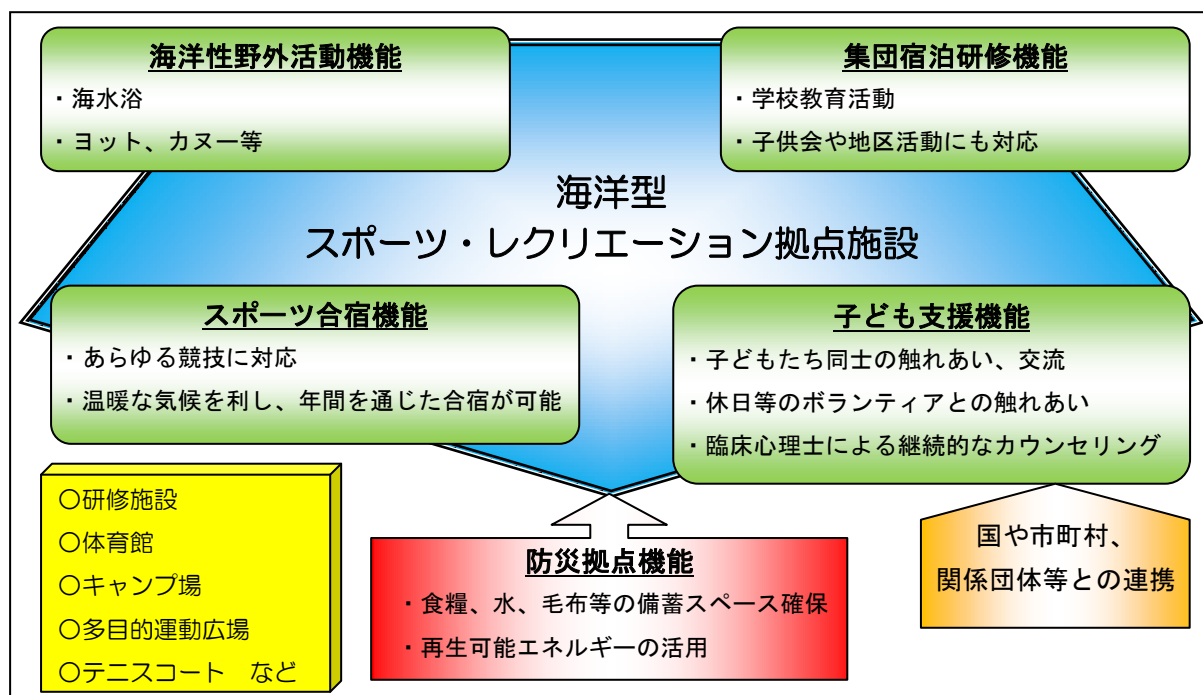 海洋性野外活動機能
・海水浴
・ヨット、カヌー等
集団宿泊研修機能
・学校教育活動
・子供会や地区活動にも対応
海洋型
スポーツ・レクリエーション拠点施設
スポーツ合宿機能
・あらゆる競技に対応
・温暖な気候を利し、年間を通じた合宿が可能
子ども支援機能
・子どもたち同士の触れあい、交流
・休日等のボランティアとの触れあい
・臨床心理士による継続的なカウンセリング
〇研修施設
〇体育館
〇キャンプ場
〇多目的運動広場
〇テニスコート　など
防災拠点機能
・食糧、水、毛布等の備蓄スペース確保
・再生可能エネルギーの活用
国や市町村、
関係団体等との連携